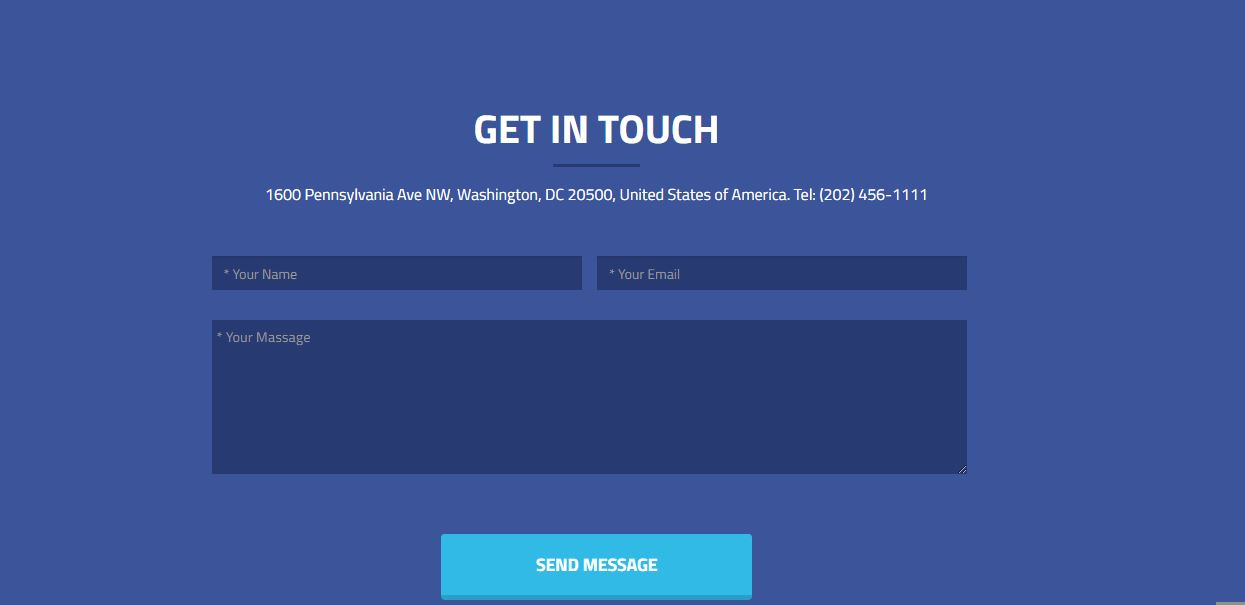 GET IN TOUCH
1600 Pennsylvania Ave NW, Washington, DC 20500, United States of America. Tel: (202) 456-1111
* Your Name
* Your Email
* Your Massage
SEND MESSAGE